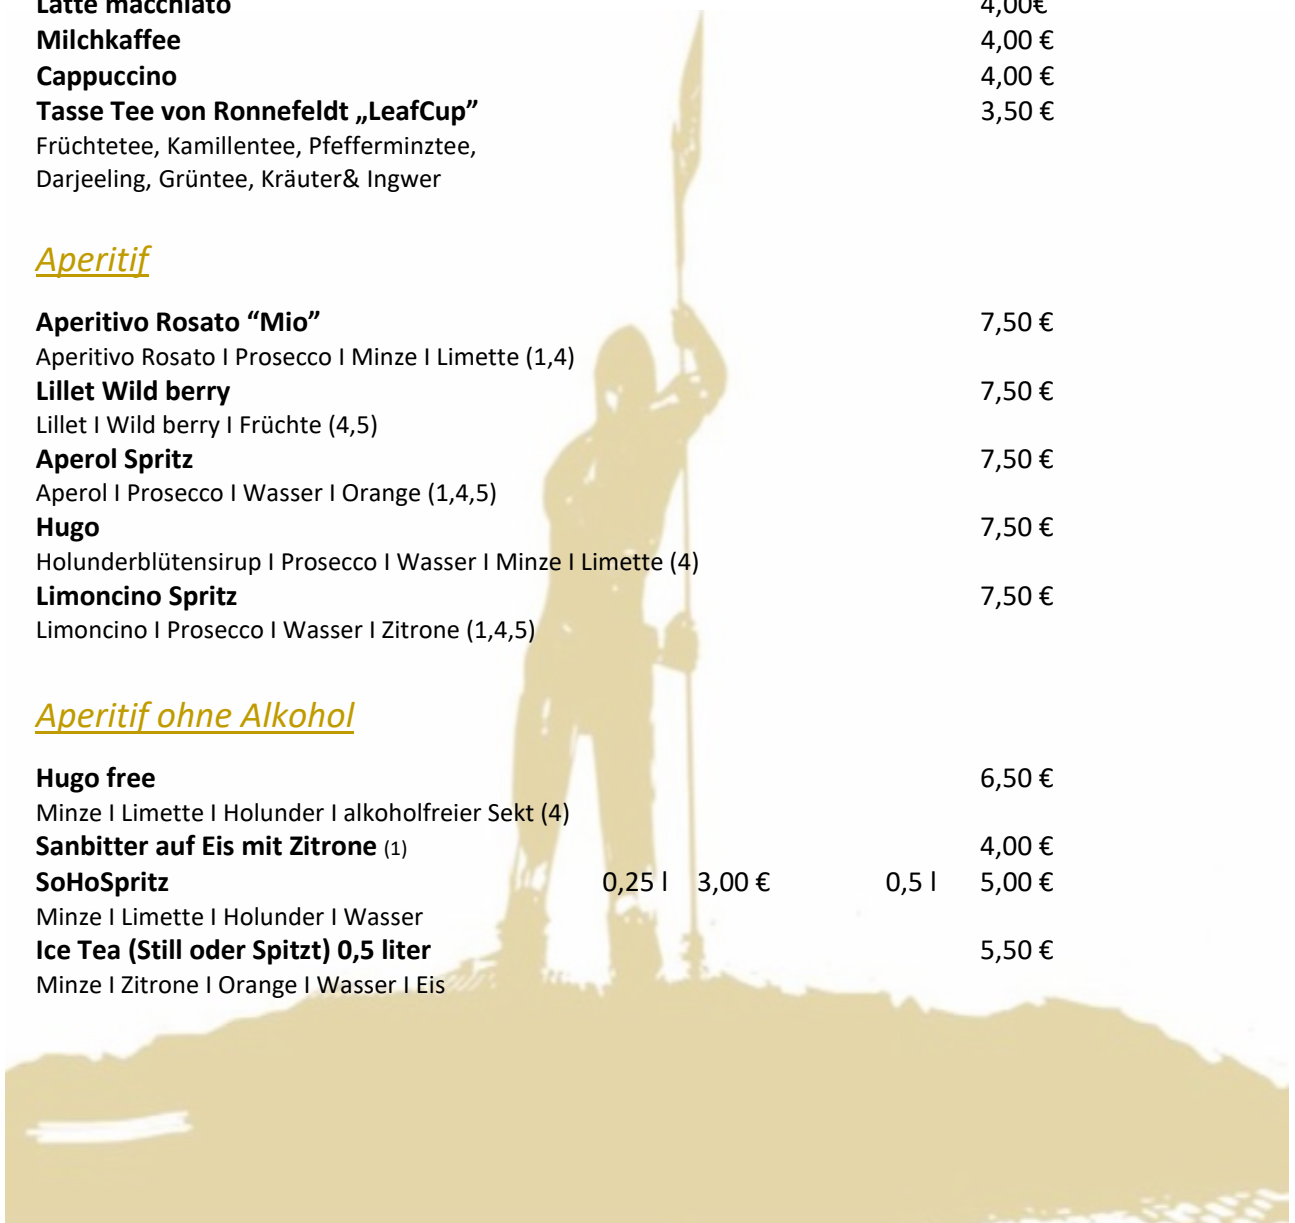 Latte macchiato 4,00€
Milchkaffee 4,00 €
Cappuccino 4,00 €
Tasse Tee von Ronnefeldt „LeafCup” 3,50 €
Früchtetee, Kamillentee, Pfefferminztee,
Darjeeling, Grüntee, Kräuter& Ingwer
Aperitif
Aperitivo Rosato “Mio” 7,50 €
Aperitivo Rosato I Prosecco I Minze I Limette (1,4)
Lillet Wild berry 7,50 €
Lillet I Wild berry I Früchte (4,5)
Aperol Spritz 7,50 €
Aperol I Prosecco I Wasser I Orange (1,4,5)
Hugo 7,50 €
Holunderblütensirup I Prosecco I Wasser I Minze I Limette (4)
Limoncino Spritz 7,50 €
Limoncino I Prosecco I Wasser I Zitrone (1,4,5)
Aperitif ohne Alkohol
Hugo free 6,50 €
Minze I Limette I Holunder I alkoholfreier Sekt (4)
Sanbitter auf Eis mit Zitrone (1) 4,00 €
SoHoSpritz 0,25 l 3,00 € 0,5 l 5,00 €
Minze I Limette I Holunder I Wasser
Ice Tea (Still oder Spitzt) 0,5 liter 5,50 €
Minze I Zitrone I Orange I Wasser I Eis